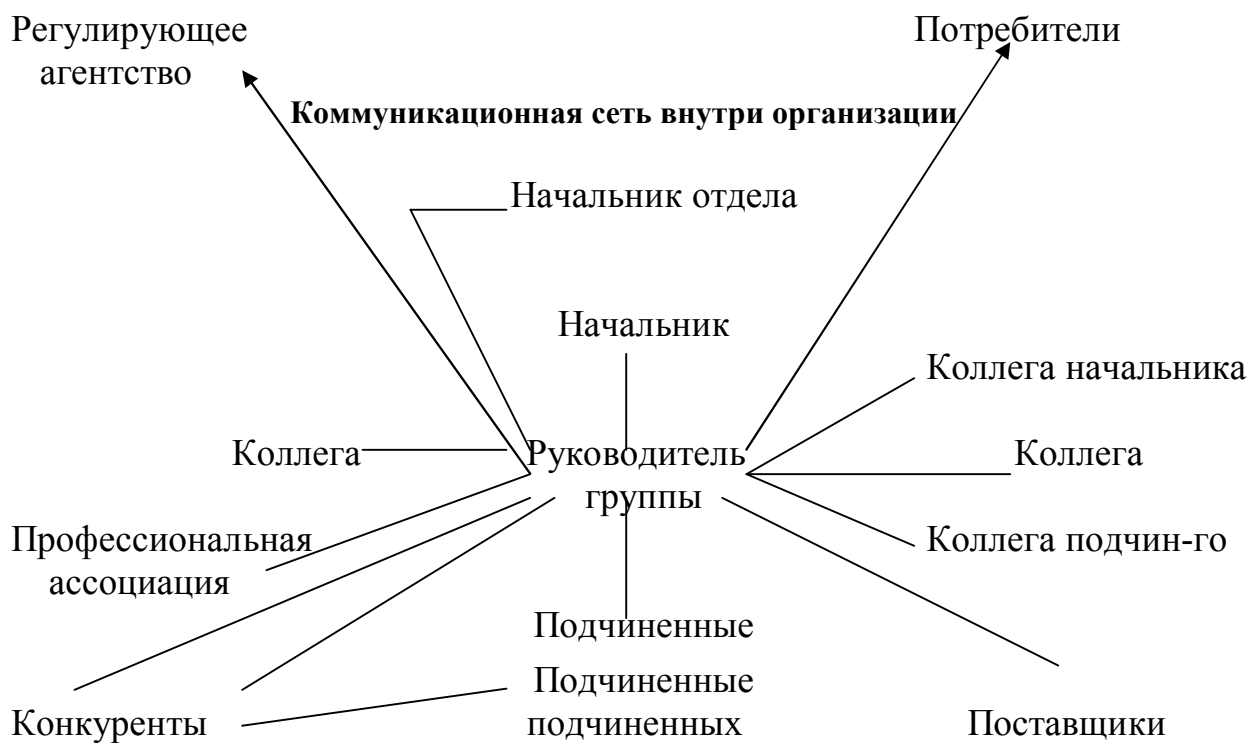 Регулирующее
агентство
Потребители
Коммуникационная сеть внутри организации
Начальник отдела
Начальник
Коллега начальника
Коллега
Руководитель
группы
Коллега
Профессиональная
ассоциация
Коллега подчин-го
Подчиненные
Подчиненные
подчиненных
Конкуренты
Поставщики